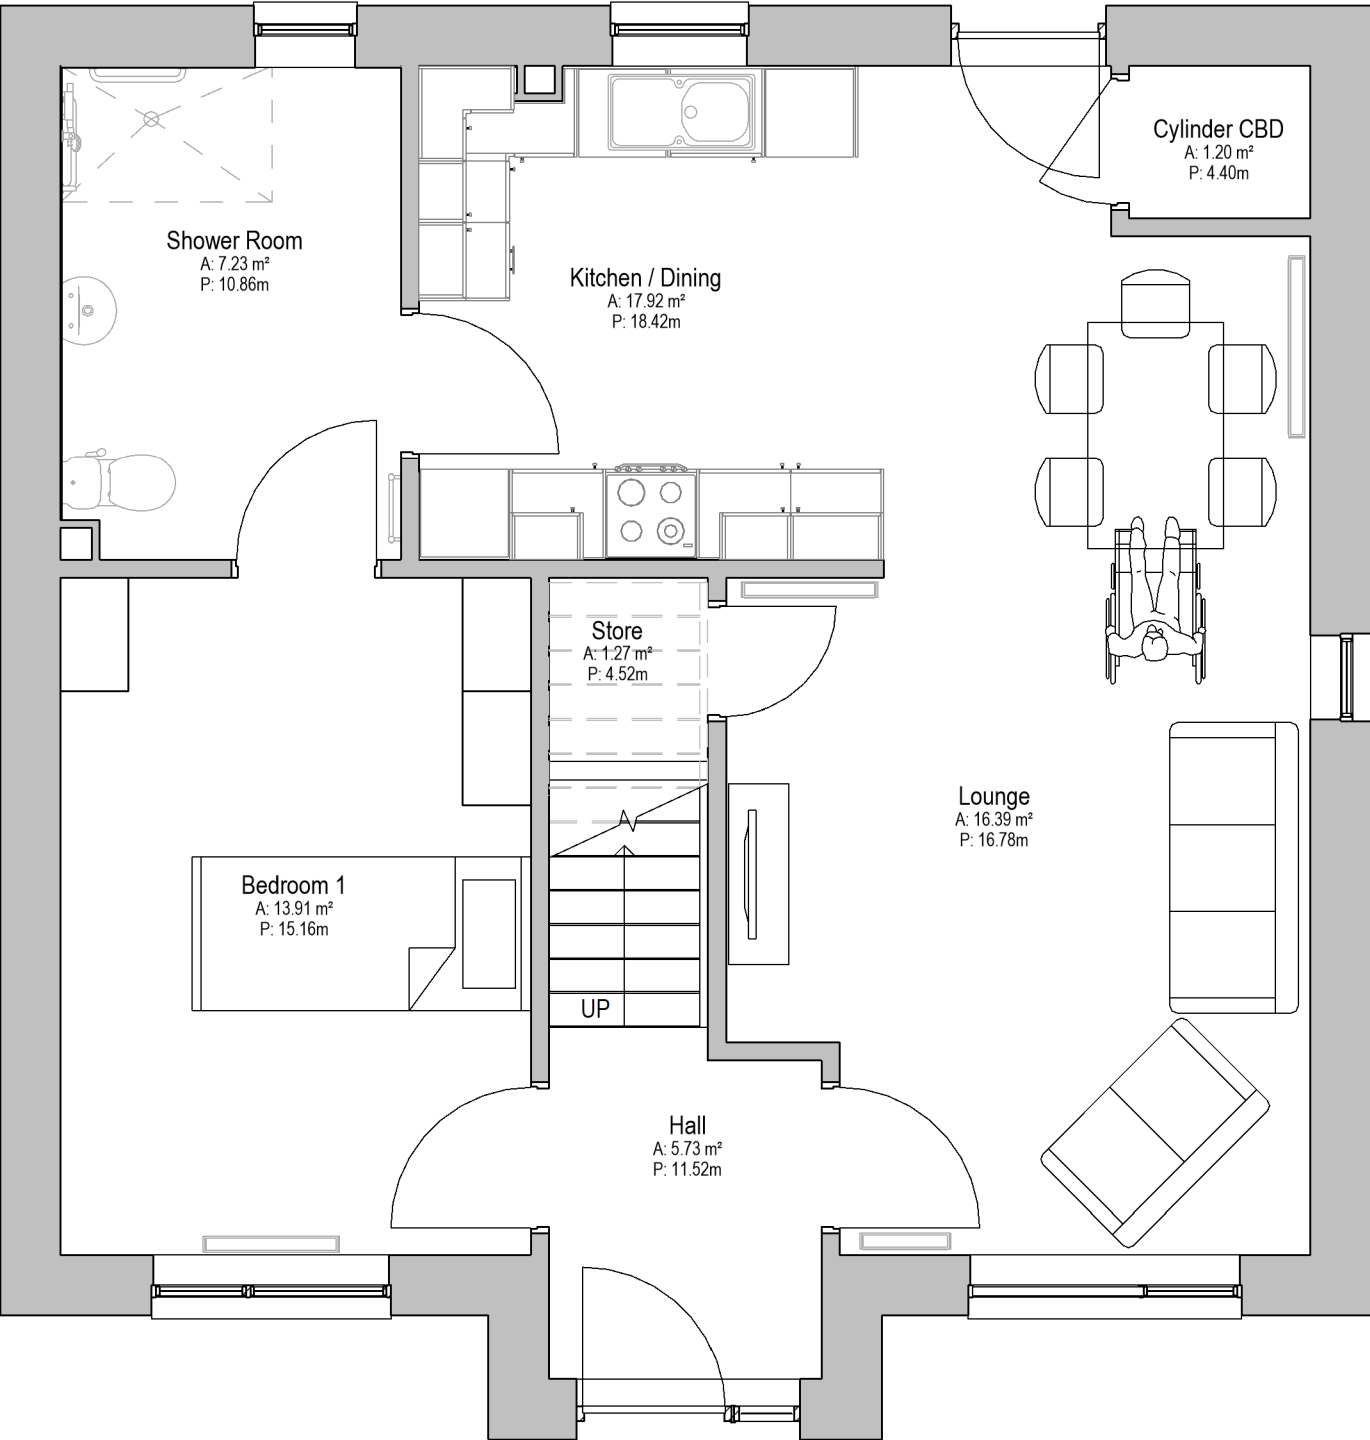 Cylinder CBD
A: 1.20 m²
P: 4.40m
Shower Room
A: 7.23 m²
P: 10.86m
Kitchen / Dining
A: 17.92 m²
P: 18.42m
Store
A: 1.27 m²
P: 4.52m
Lounge
A: 16.39 m²
P: 16.78m
Bedroom 1
A: 13.91 m²
P: 15.16m
UP
Hall
A: 5.73 m²
P: 11.52m